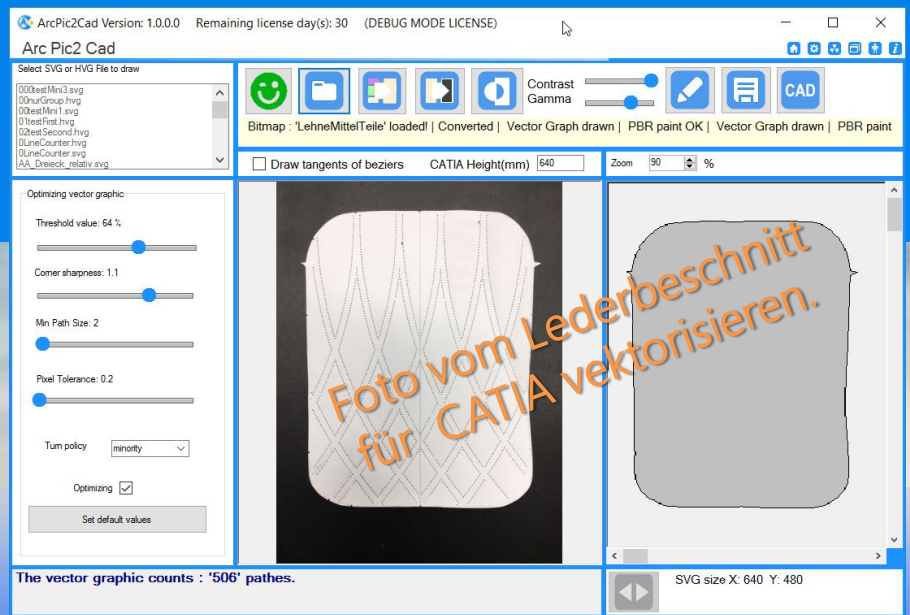 ArcPic2Cad Version: 1.0.0.0 Remaining license day(s): 30 (DEBUG MODE LICENSE)
Arc Pic2 Cad
Select SVG or HVG File to draw
000testMini3.svg
00nurGroup.hvg
00testMini1.svg
01testFirst.hvg
02testSecond.hvg
0LineCounter.hvg
0LineCounter.svg
AA_Dreieck_relativ.svg
Contrast
Gamma
CAD
Bitmap : 'LehneMittelTeile' loaded! | Converted | Vector Graph drawn | PBR paint OK | Vector Graph drawn | PBR paint
Draw tangents of beziers CATIA Height(mm) 640
Zoom 90 %
Optimizing vector graphic
Threshold value: 64 %
Corner sharpness: 1.1
Min Path Size: 2
Pixel Tolerance: 0.2
Turn policy minority
Optimizing
Set default values
Foto vom Lederbeschnitt
für CATIA vektorisieren.
The vector graphic counts : '506' pathes.
SVG size X: 640 Y: 480